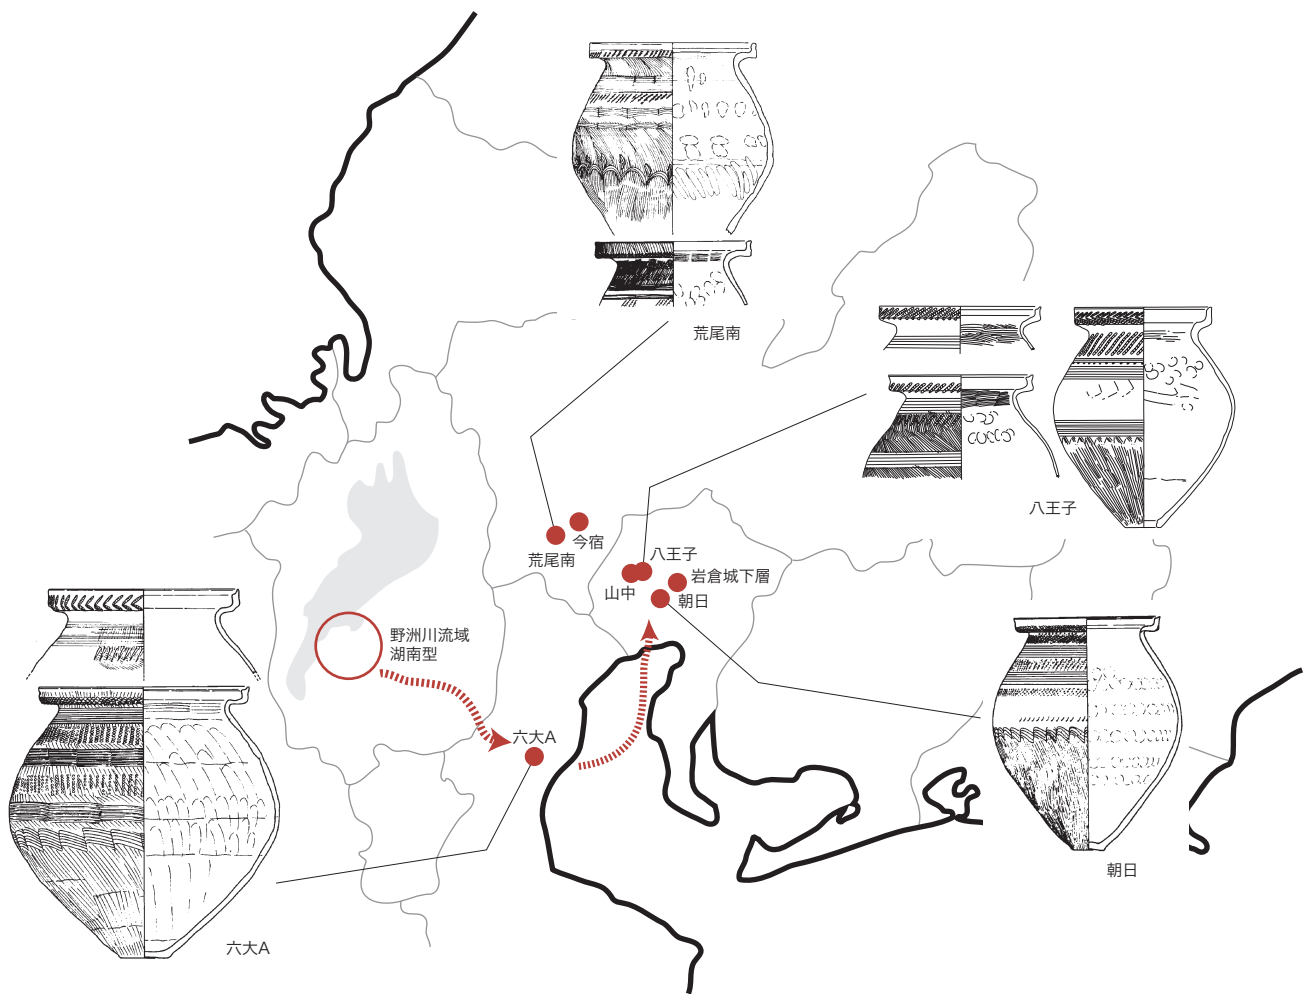 荒尾南
八王子
今宿
荒尾南
八王子
岩倉城下層
山中
朝日
野洲川流域
湖南型
六大A
朝日
六大A